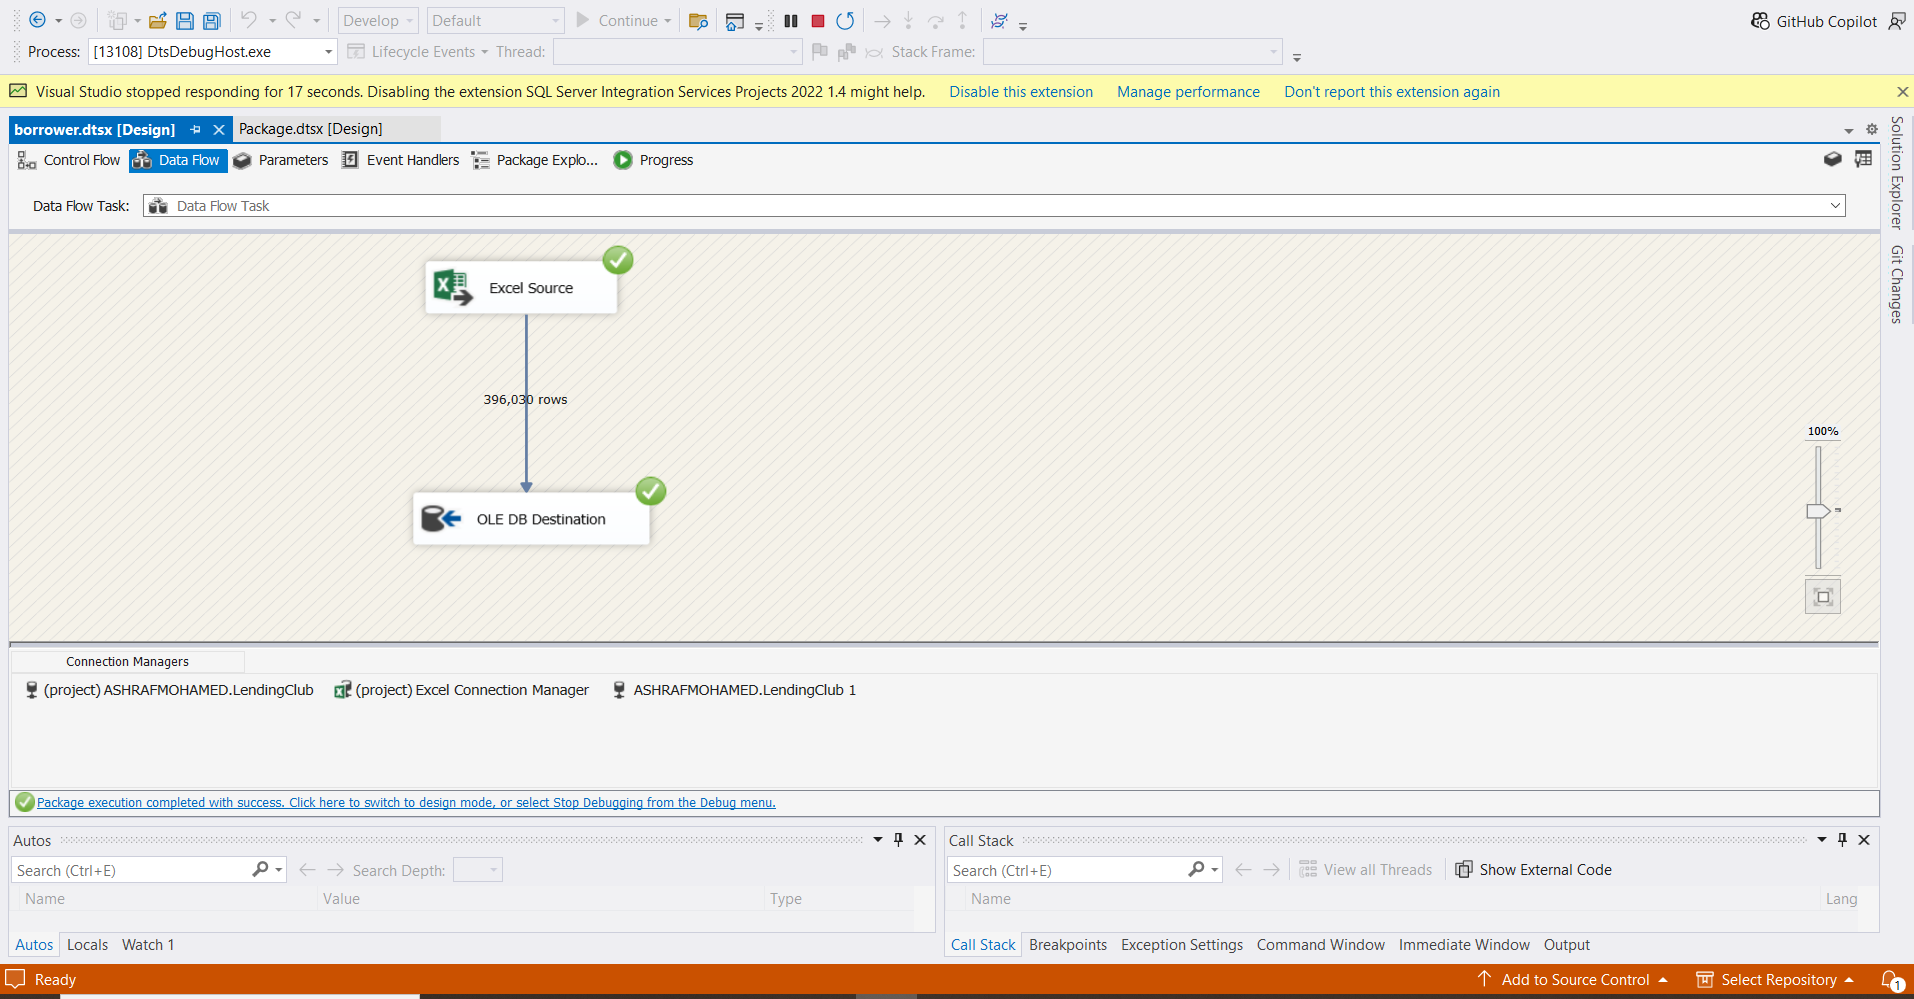 Develop Default Continue GitHub Copilot
Process: [13108] DtsDebugHost.exe Lifecycle Events Thread: Stack Frame:
Visual Studio stopped responding for 17 seconds. Disabling the extension SQL Server Integration Services Projects 2022 1.4 might help. Disable this extension Manage performance Don't report this extension again
borrower.dtsx [Design] Package.dtsx [Design]
Control Flow Data Flow Parameters Event Handlers Package Explo... Progress
Data Flow Task: Data Flow Task
Excel Source
396,030 rows
OLE DB Destination
100%
Solution Explorer
Git Changes
Connection Managers
(project) ASHRAFMOHAMED.LendingClub (project) Excel Connection Manager ASHRAFMOHAMED.LendingClub 1
Package execution completed with success. Click here to switch to design mode, or select Stop Debugging from the Debug menu.
Autos
Search (Ctrl+E) Search Depth:
Name Value Type
Autos Locals Watch 1
Call Stack
Search (Ctrl+E) View all Threads Show External Code
Name Lang
Call Stack Breakpoints Exception Settings Command Window Immediate Window Output
Ready Add to Source Control Select Repository 1